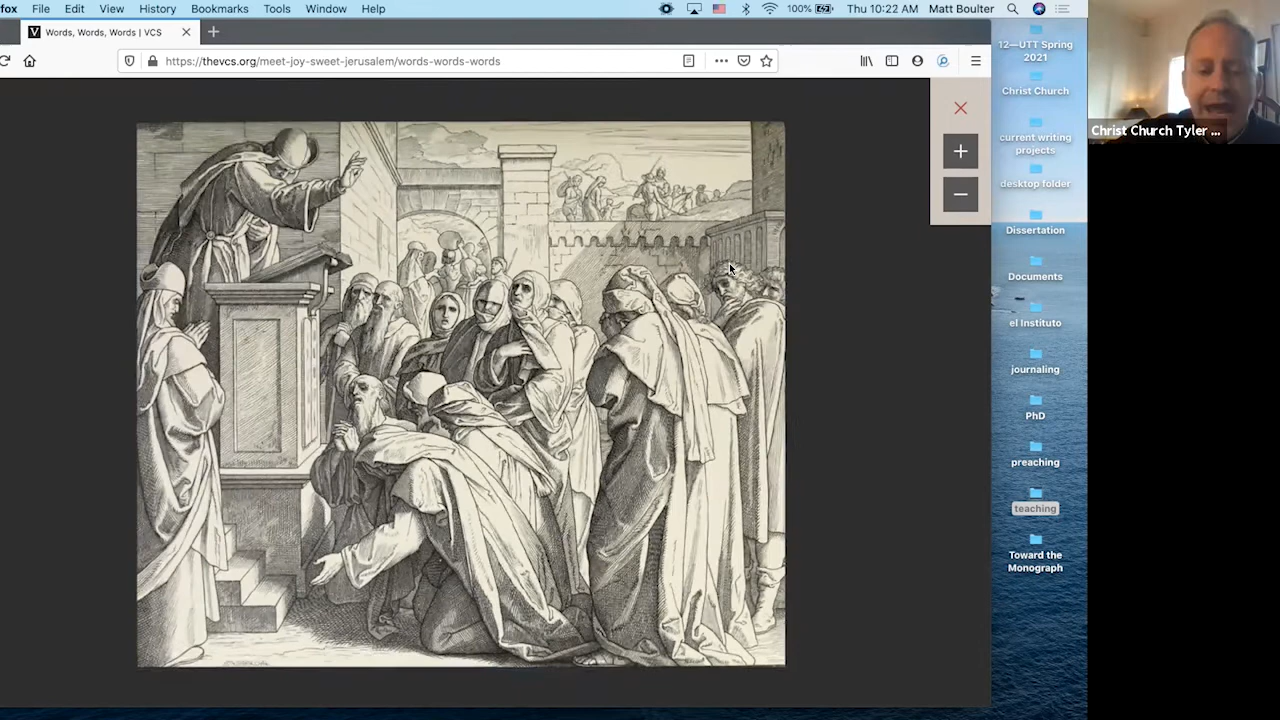 fox File Edit View History Bookmarks Tools Window Help 100% Thu 10:22 AM Matt Boulter
V Words, Words, Words | VCS
https://thevcs.org/meet-joy-sweet-jerusalem/words-words-words
12—UTT Spring
2021
Christ Church
current writing
projects
desktop folder
Dissertation
Documents
el Instituto
journaling
PhD
preaching
teaching
Toward the
Monograph
Christ Church Tyler ...